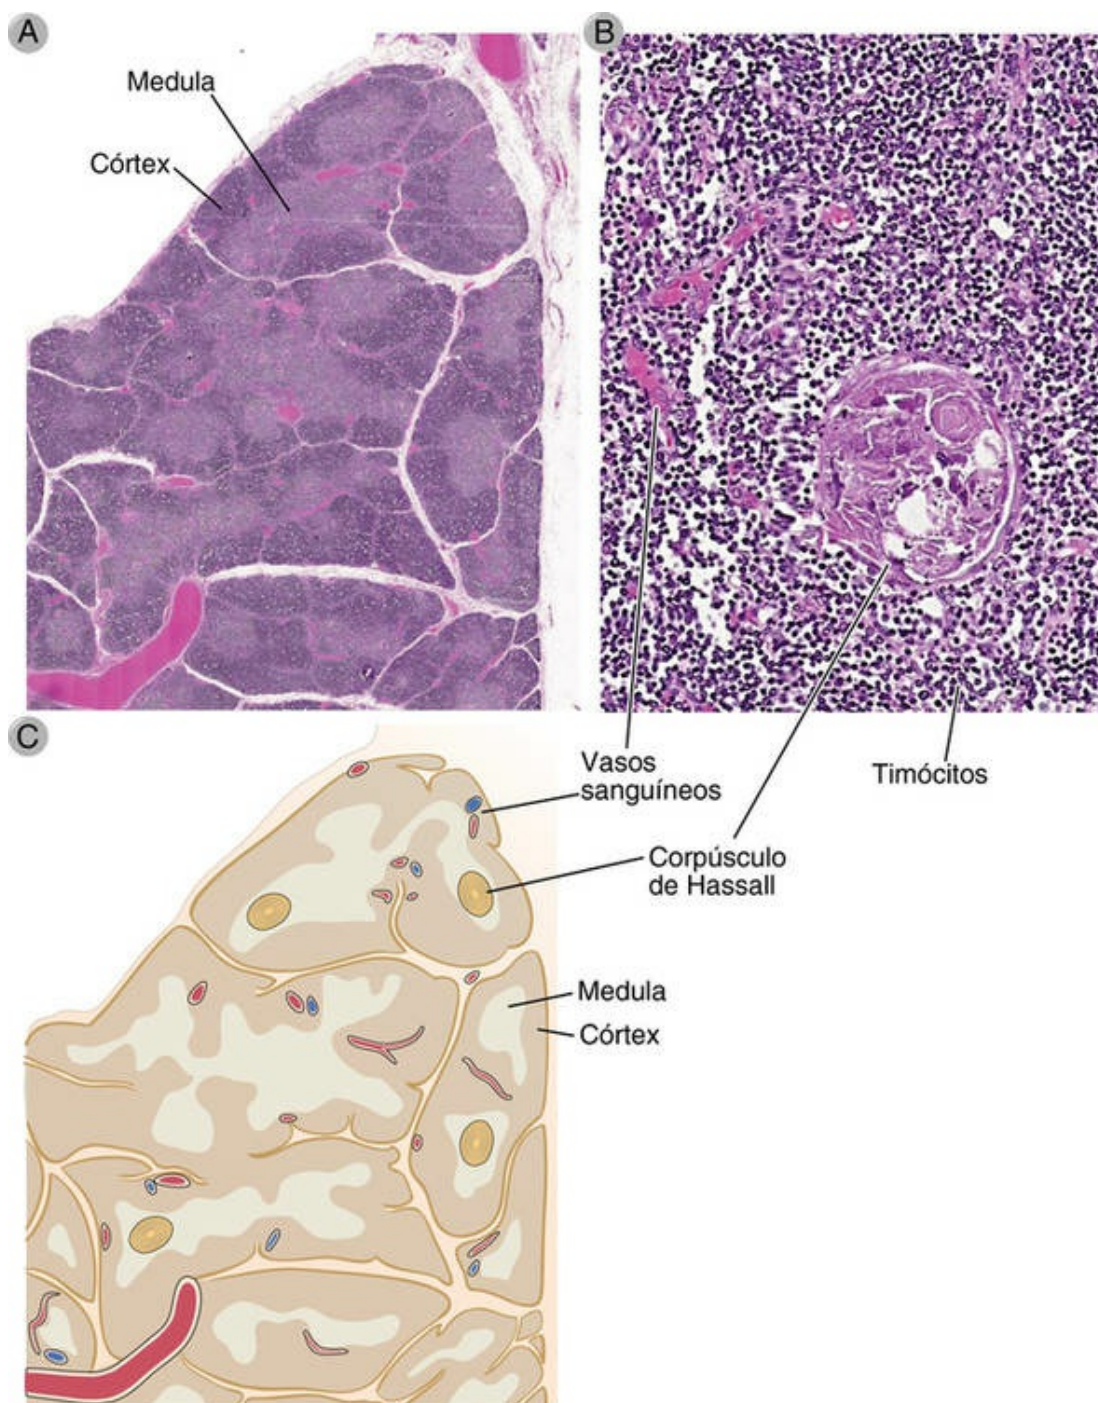 A
B
Medula
Córtex
C
Vasos
sanguíneos
Timócitos
Corpúsculo
de Hassall
Medula
Córtex